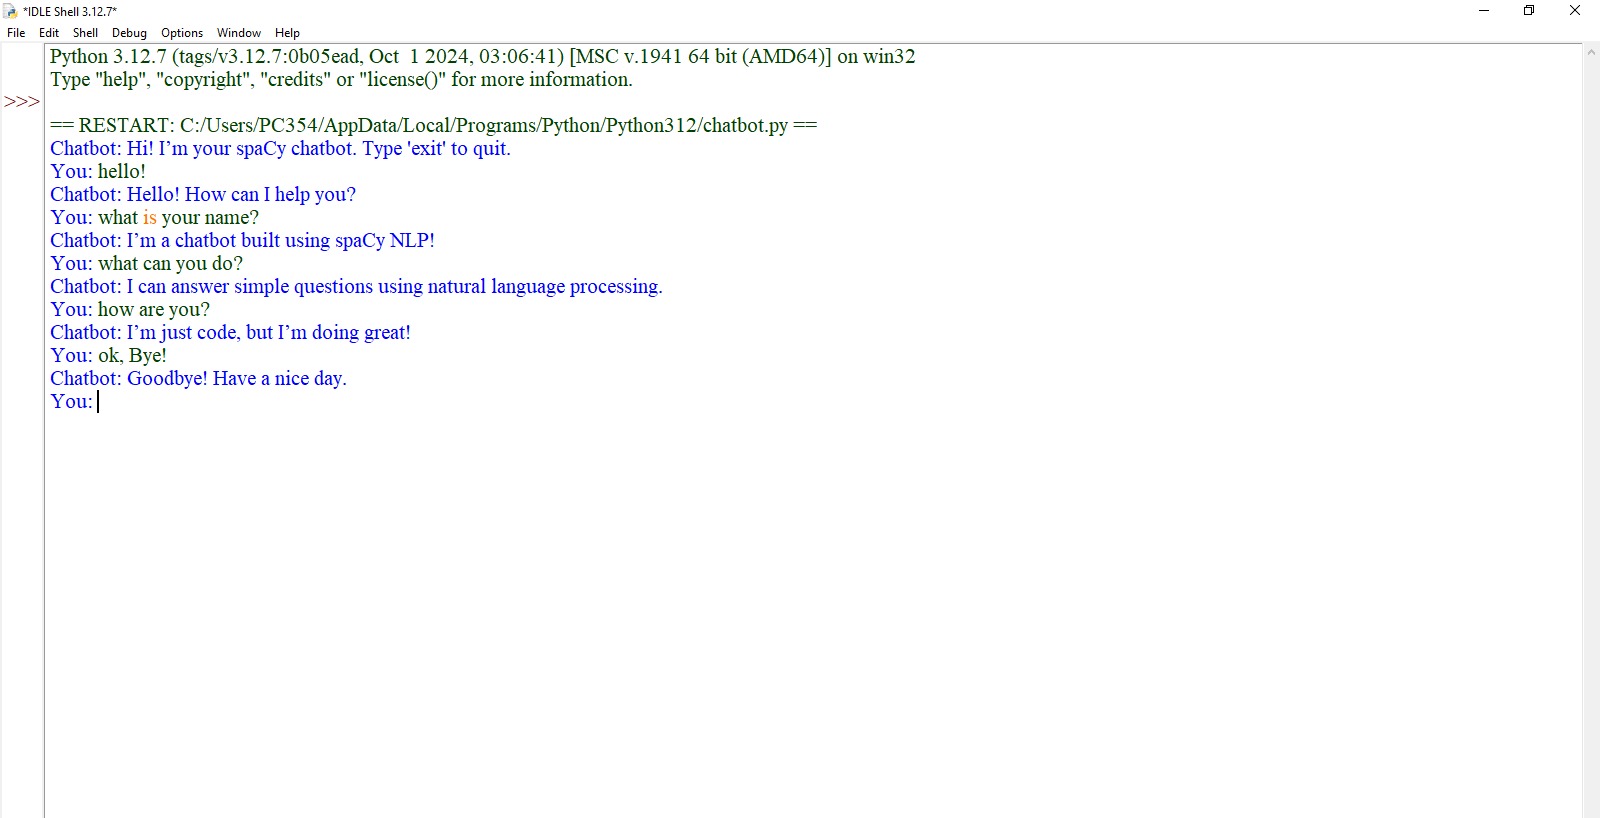 *IDLE Shell 3.12.7*
File Edit Shell Debug Options Window Help
Python 3.12.7 (tags/v3.12.7:0b05ead, Oct  1 2024, 03:06:41) [MSC v.1941 64 bit (AMD64)] on win32
Type "help", "copyright", "credits" or "license()" for more information.
>>>
== RESTART: C:/Users/PC354/AppData/Local/Programs/Python/Python312/chatbot.py ==
Chatbot: Hi! I’m your spaCy chatbot. Type 'exit' to quit.
You: hello!
Chatbot: Hello! How can I help you?
You: what is your name?
Chatbot: I’m a chatbot built using spaCy NLP!
You: what can you do?
Chatbot: I can answer simple questions using natural language processing.
You: how are you?
Chatbot: I’m just code, but I’m doing great!
You: ok, Bye!
Chatbot: Goodbye! Have a nice day.
You: